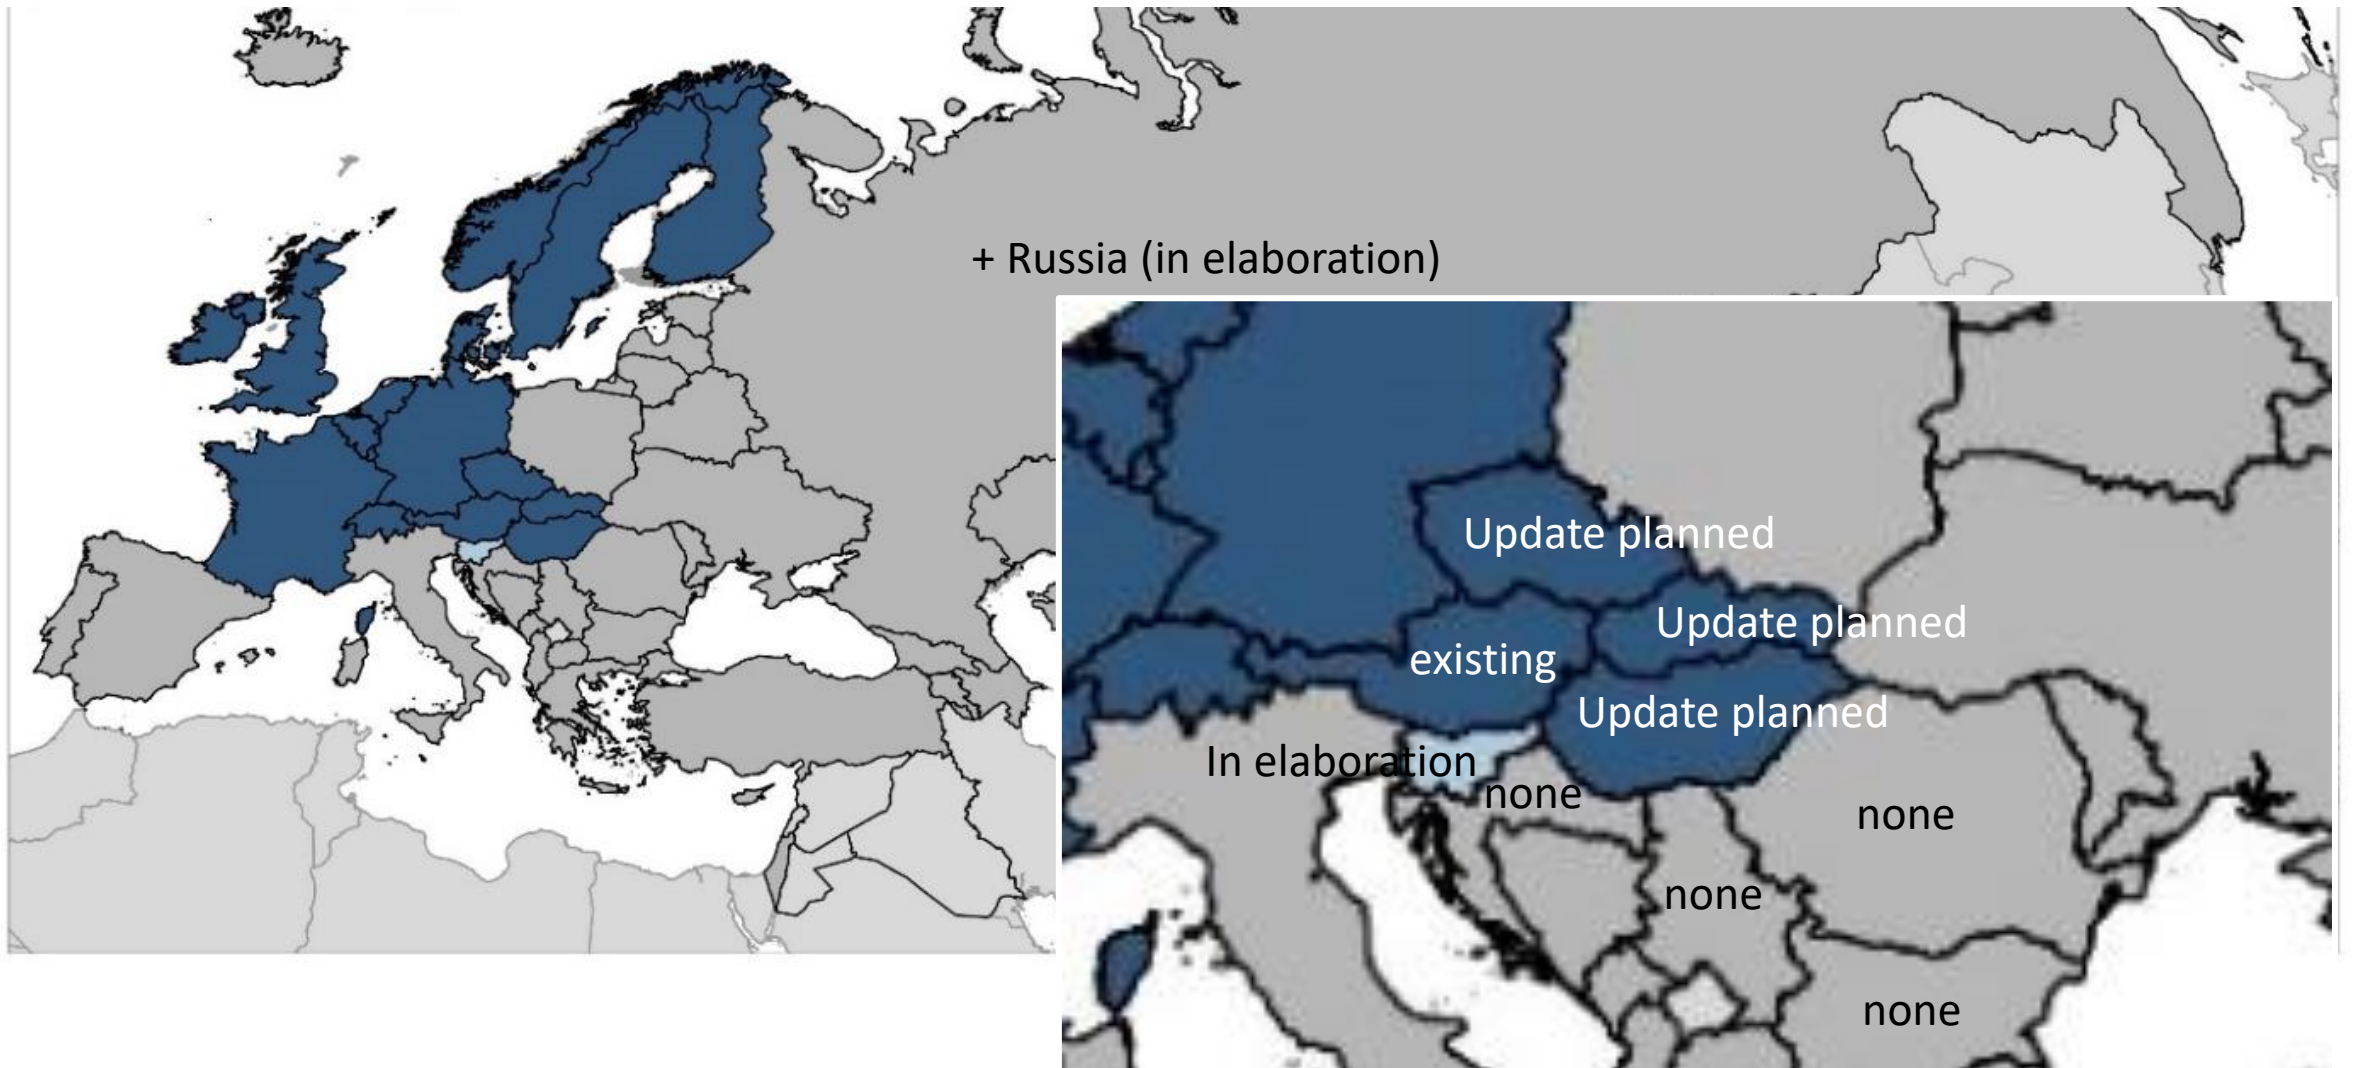 + Russia (in elaboration)
Update planned
Update planned
existing
Update planned
In elaboration
none
none
none
none